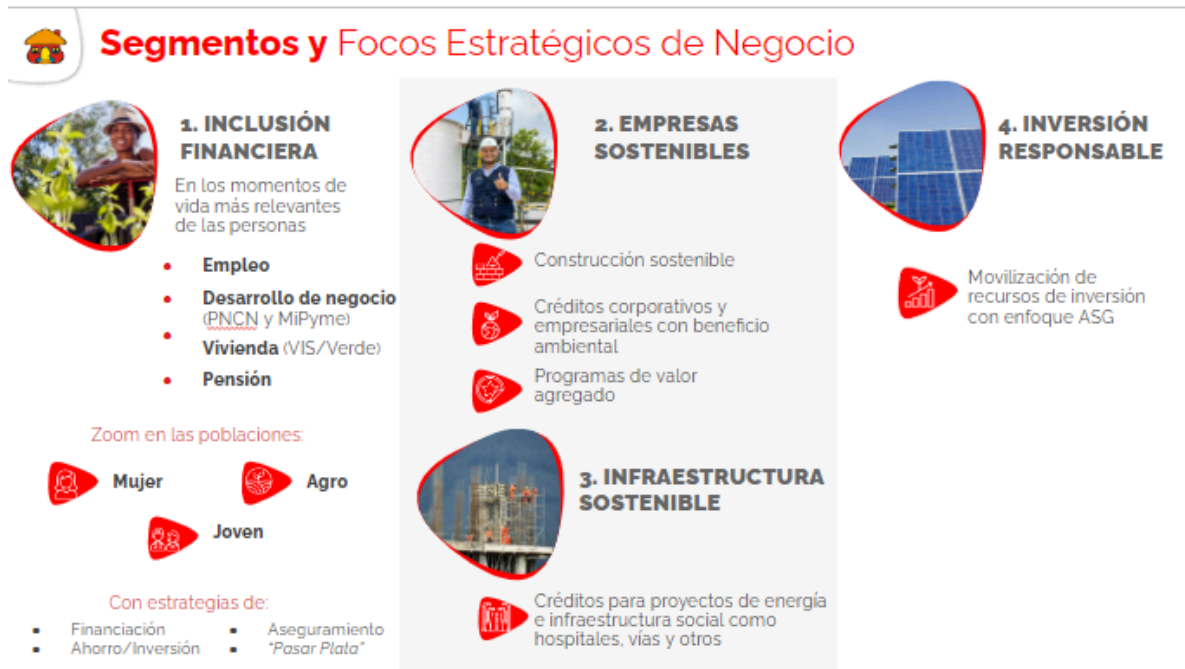 Segmentos y Focos Estratégicos de Negocio
1. INCLUSIÓN
FINANCIERA
En los momentos de
vida más relevantes
de las personas
• Empleo
• Desarrollo de negocio
(PNCN y MiPyme)
• Vivienda (VIS/Verde)
• Pensión
Zoom en las poblaciones:
Mujer
Agro
Joven
Con estrategias de:
▪ Financiación
▪ Ahorro/Inversión
▪ Aseguramiento
▪ "Pasar Plata"
2. EMPRESAS
SOSTENIBLES
Construcción sostenible
Créditos corporativos y
empresariales con beneficio
ambiental
Programas de valor
agregado
3. INFRAESTRUCTURA
SOSTENIBLE
Créditos para proyectos de energía
e infraestructura social como
hospitales, vías y otros
4. INVERSIÓN
RESPONSABLE
Movilización de
recursos de inversión
con enfoque ASG